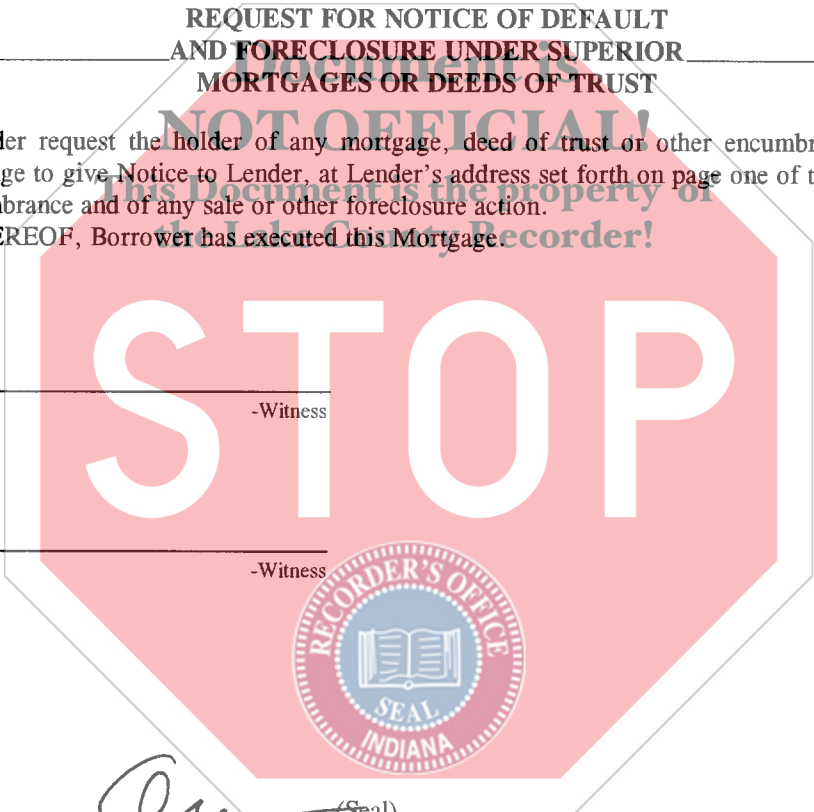 REQUEST FOR NOTICE OF DEFAULT
AND FORECLOSURE UNDER SUPERIOR
MORTGAGES OR DEEDS OF TRUST
Document is
NOT OFFICIAL!
This Document is the property of
the Lake County Recorder!
der request the holder of any mortgage, deed of trust or other encumbr
ge to give Notice to Lender, at Lender's address set forth on page one of t
brance and of any sale or other foreclosure action.
EREOF, Borrower has executed this Mortgage.
STOP
-Witness
-Witness
RECORDER'S OFFICE
SEAL
INDIANA
(Seal)